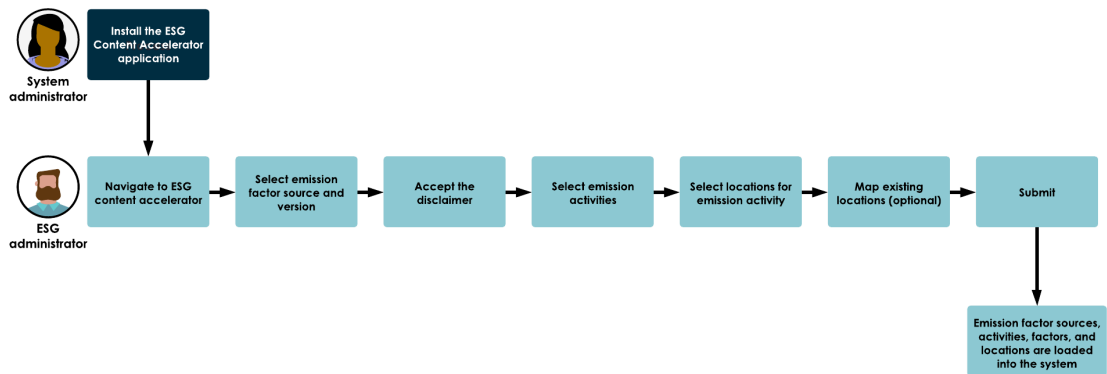 Install the ESG
Content Accelerator
application
System
administrator
Navigate to ESG
content accelerator
Select emission
factor source and
version
Accept the
disclaimer
Select emission
activities
Select locations for
emission activity
Map existing
locations (optional)
Submit
ESG
administrator
Emission factor sources,
activities, factors, and
locations are loaded
into the system